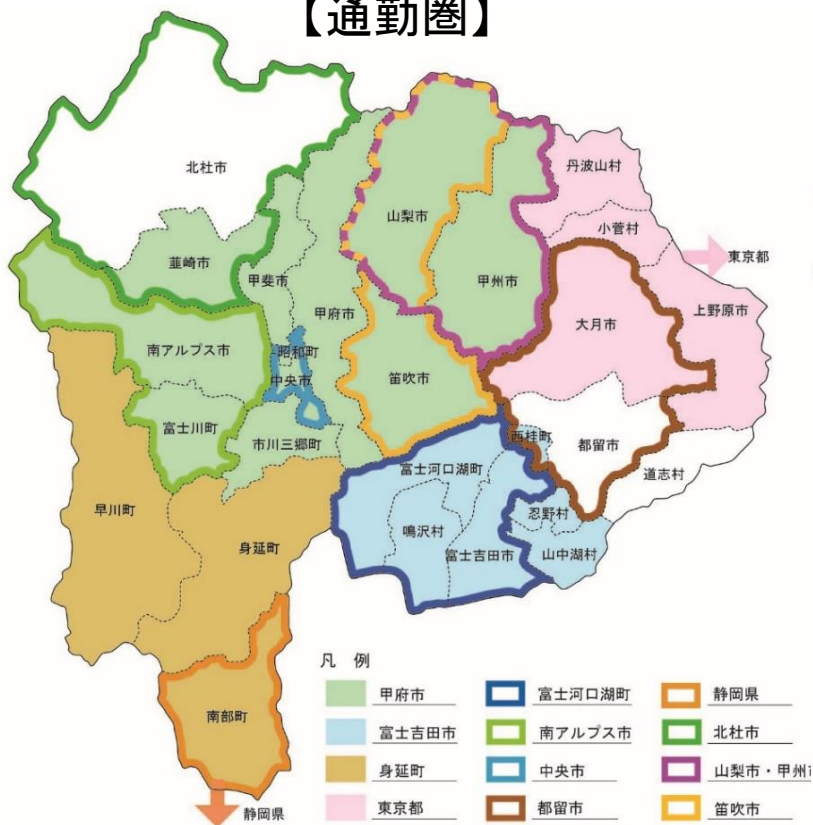 【通勤圏】
北杜市
丹波山村
山梨市
小菅村
東京都
韮崎市
甲斐市
甲州市
上野原市
甲府市
大月市
南アルプス市
昭和町
中央市
笛吹市
富士川町
市川三郷町
西桂町
都留市
富士河口湖町
道志村
早川町
忍野村
鳴沢村
身延町
富士吉田市
山中湖村
南部町
静岡県
凡 例
甲府市
富士河口湖町
静岡県
富士吉田市
南アルプス市
北杜市
身延町
中央市
山梨市・甲州
東京都
都留市
笛吹市